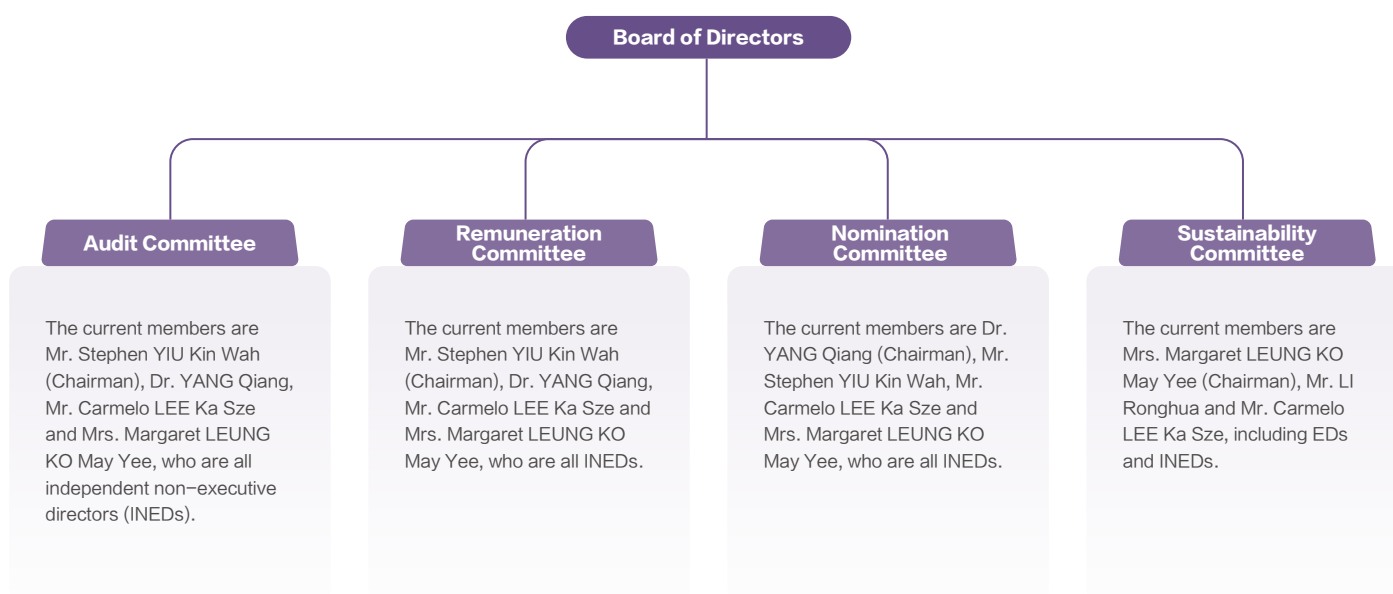 Board of Directors
Audit Committee
The current members are
Mr. Stephen YIU Kin Wah
(Chairman), Dr. YANG Qiang,
Mr. Carmelo LEE Ka Sze
and Mrs. Margaret LEUNG
KO May Yee, who are all
independent non-executive
directors (INEDs).
Remuneration
Committee
The current members are
Mr. Stephen YIU Kin Wah
(Chairman), Dr. YANG Qiang,
Mr. Carmelo LEE Ka Sze and
Mrs. Margaret LEUNG KO
May Yee, who are all INEDs.
Nomination
Committee
The current members are Dr.
YANG Qiang (Chairman), Mr.
Stephen YIU Kin Wah, Mr.
Carmelo LEE Ka Sze and
Mrs. Margaret LEUNG KO
May Yee, who are all INEDs.
Sustainability
Committee
The current members are
Mrs. Margaret LEUNG KO
May Yee (Chairman), Mr. LI
Ronghua and Mr. Carmelo
LEE Ka Sze, including EDs
and INEDs.